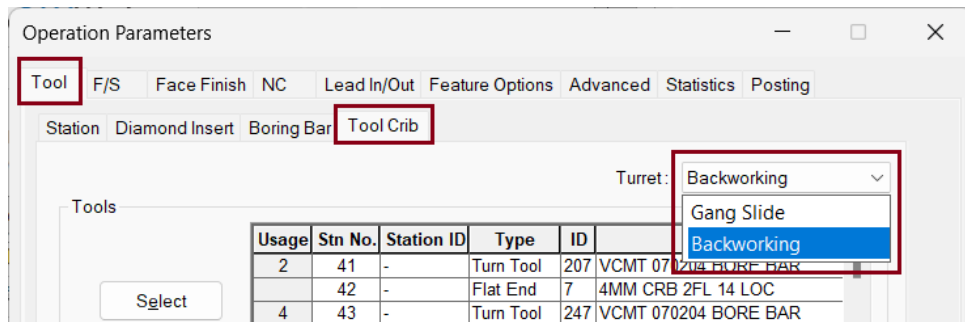 Operation Parameters
Tool F/S Face Finish NC Lead In/Out Feature Options Advanced Statistics Posting
Station Diamond Insert Boring Bar Tool Crib
Turret: Backworking
Gang Slide
Backworking
Tools
Usage Stn No. Station ID Type ID
2 41 - Turn Tool 207 VCMT 070204 BORE BAR
42 - Flat End 7 4MM CRB 2FL 14 LOC
4 43 - Turn Tool 247 VCMT 070204 BORE BAR
Select